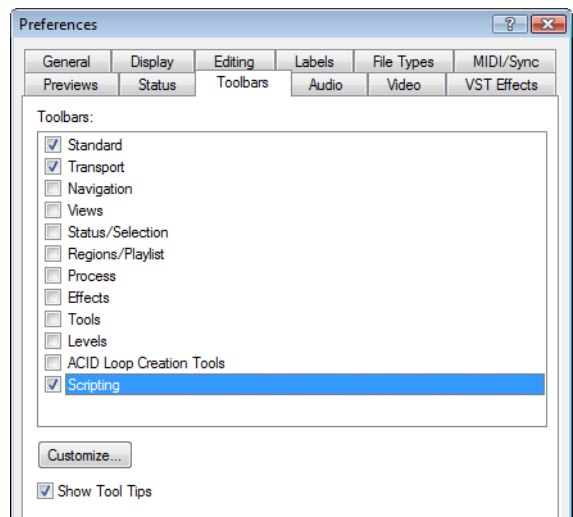 Preferences
General Display Editing Labels File Types MIDI/Sync
Previews Status Toolbars Audio Video VST Effects
Toolbars:
Standard
Transport
Navigation
Views
Status/Selection
Regions/Playlist
Process
Effects
Tools
Levels
ACID Loop Creation Tools
Scripting
Customize...
Show Tool Tips